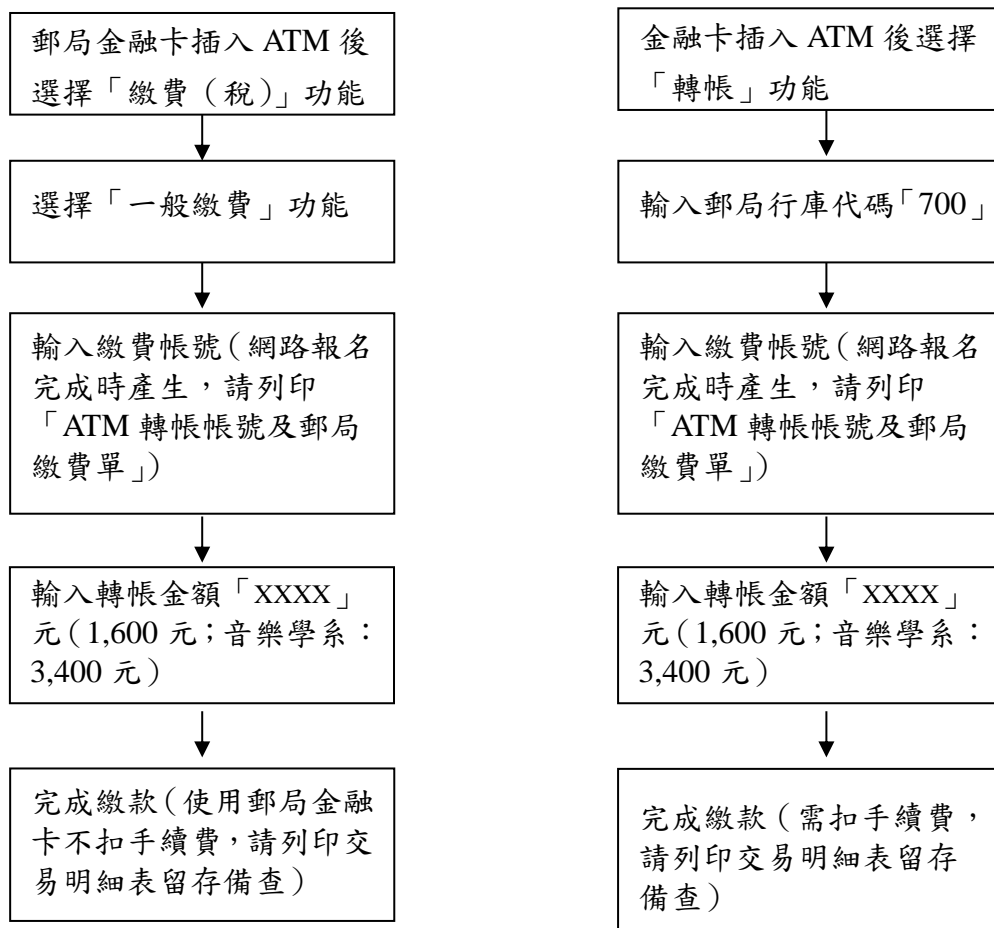 郵局金融卡插入 ATM 後
選擇「繳費（稅）」功能
選擇「一般繳費」功能
輸入繳費帳號（網路報名
完成時產生，請列印
「ATM 轉帳帳號及郵局
繳費單」）
輸入轉帳金額「XXXX」
元（1,600 元；音樂學系：
3,400 元）
完成繳款（使用郵局金融
卡不扣手續費，請列印交
易明細表留存備查）
金融卡插入 ATM 後選擇
「轉帳」功能
輸入郵局行庫代碼「700」
輸入繳費帳號（網路報名
完成時產生，請列印
「ATM 轉帳帳號及郵局
繳費單」）
輸入轉帳金額「XXXX」
元（1,600 元；音樂學系：
3,400 元）
完成繳款（需扣手續費，
請列印交易明細表留存
備查）